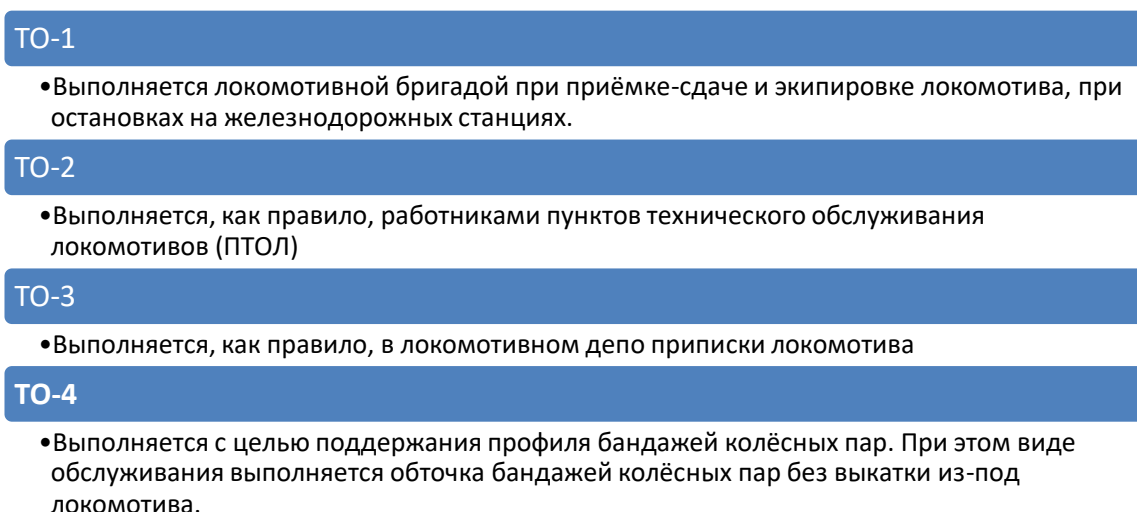 ТО-1
•Выполняется локомотивной бригадой при приёмке-сдаче и экипировке локомотива, при
остановках на железнодорожных станциях.
ТО-2
•Выполняется, как правило, работниками пунктов технического обслуживания
локомотивов (ПТОЛ)
ТО-3
•Выполняется, как правило, в локомотивном депо приписки локомотива
ТО-4
•Выполняется с целью поддержания профиля бандажей колёсных пар. При этом виде
обслуживания выполняется обточка бандажей колёсных пар без выкатки из-под
локомотива.